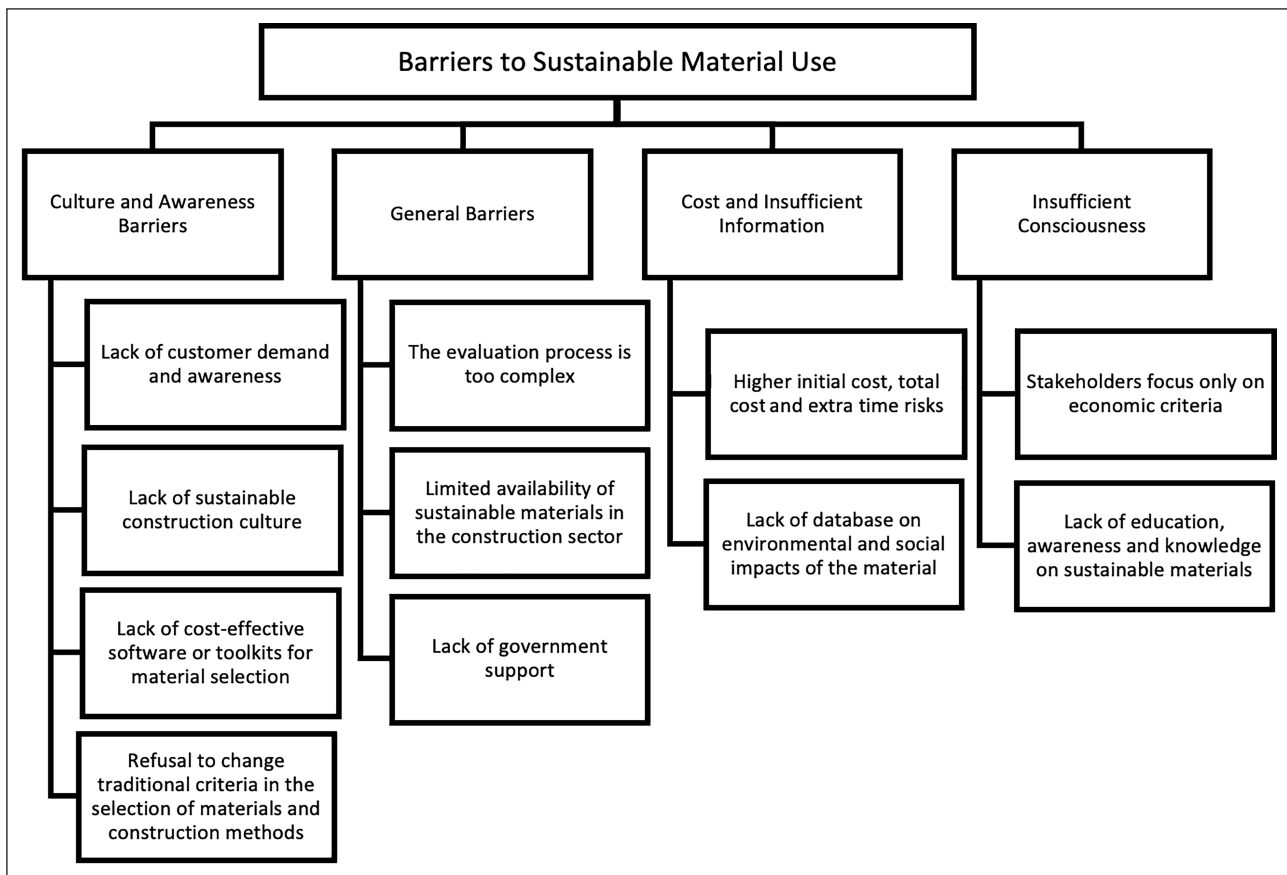 Barriers to Sustainable Material Use
Culture and Awareness
Barriers
General Barriers
Cost and Insufficient
Information
Insufficient
Consciousness
Lack of customer demand
and awareness
Lack of sustainable
construction culture
Lack of cost-effective
software or toolkits for
material selection
Refusal to change
traditional criteria in the
selection of materials and
construction methods
The evaluation process is
too complex
Limited availability of
sustainable materials in
the construction sector
Lack of government
support
Higher initial cost, total
cost and extra time risks
Lack of database on
environmental and social
impacts of the material
Stakeholders focus only on
economic criteria
Lack of education,
awareness and knowledge
on sustainable materials